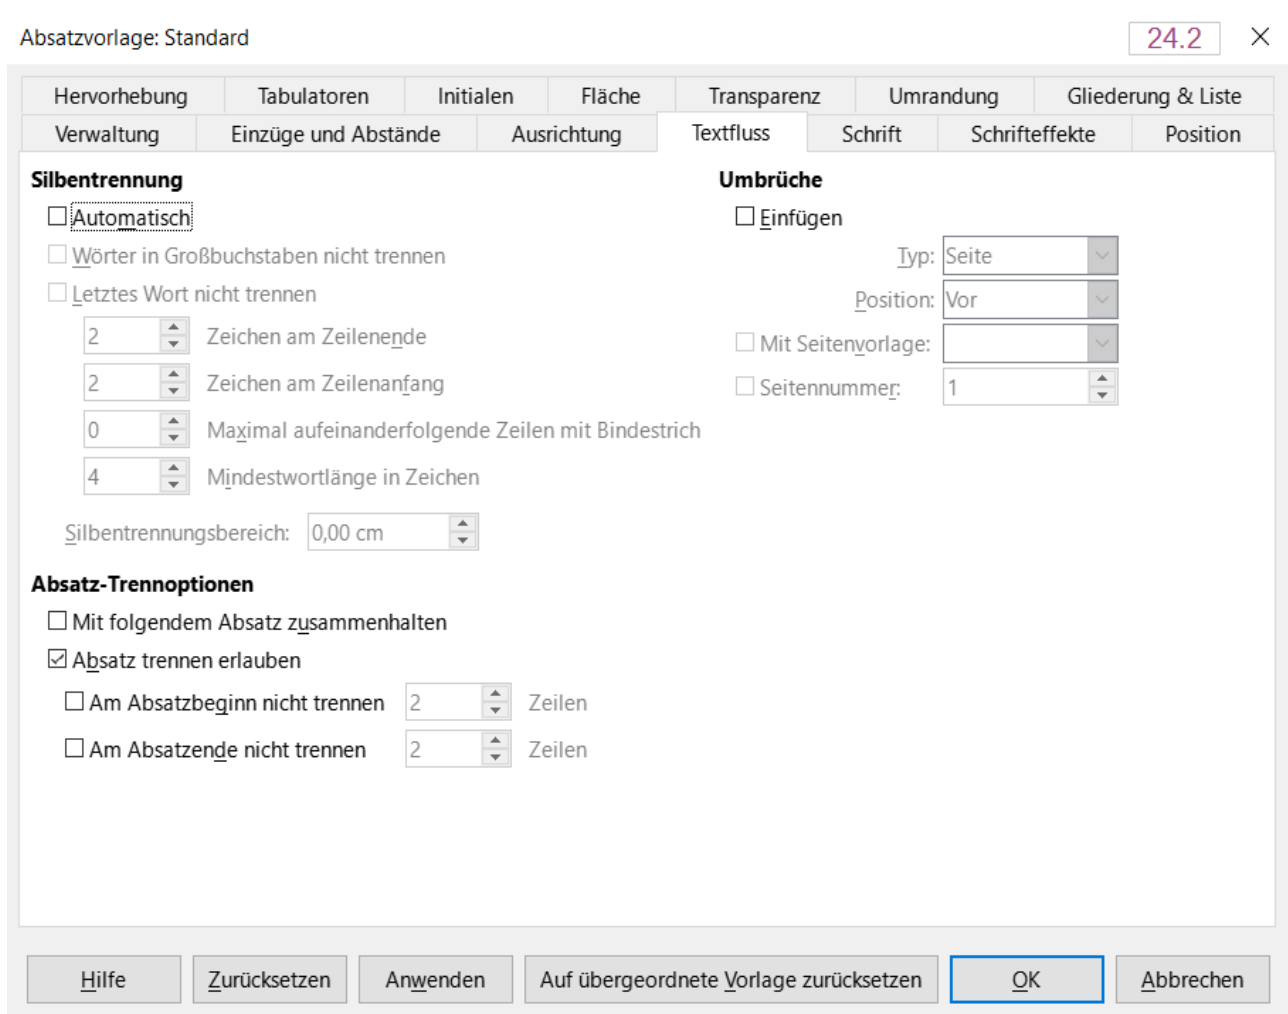 Absatzvorlage: Standard
24.2
Hervorhebung Tabulatoren Initialen Fläche Transparenz Umrandung Gliederung & Liste
Verwaltung Einzüge und Abstände Ausrichtung Textfluss Schrift Schrifteffekte Position
Silbentrennung
Automatisch
Wörter in Großbuchstaben nicht trennen
Letztes Wort nicht trennen
2 Zeichen am Zeilenende
2 Zeichen am Zeilenanfang
0 Maximal aufeinanderfolgende Zeilen mit Bindestrich
4 Mindestwortlänge in Zeichen
Silbentrennungsbereich: 0,00 cm
Absatz-Trennoptionen
Mit folgendem Absatz zusammenhalten
Absatz trennen erlauben
Am Absatzbeginn nicht trennen 2 Zeilen
Am Absatzende nicht trennen 2 Zeilen
Umbrüche
Einfügen
Typ: Seite
Position: Vor
Mit Seitenvorlage:
Seitennummer: 1
Hilfe Zurücksetzen Anwenden Auf übergeordnete Vorlage zurücksetzen OK Abbrechen